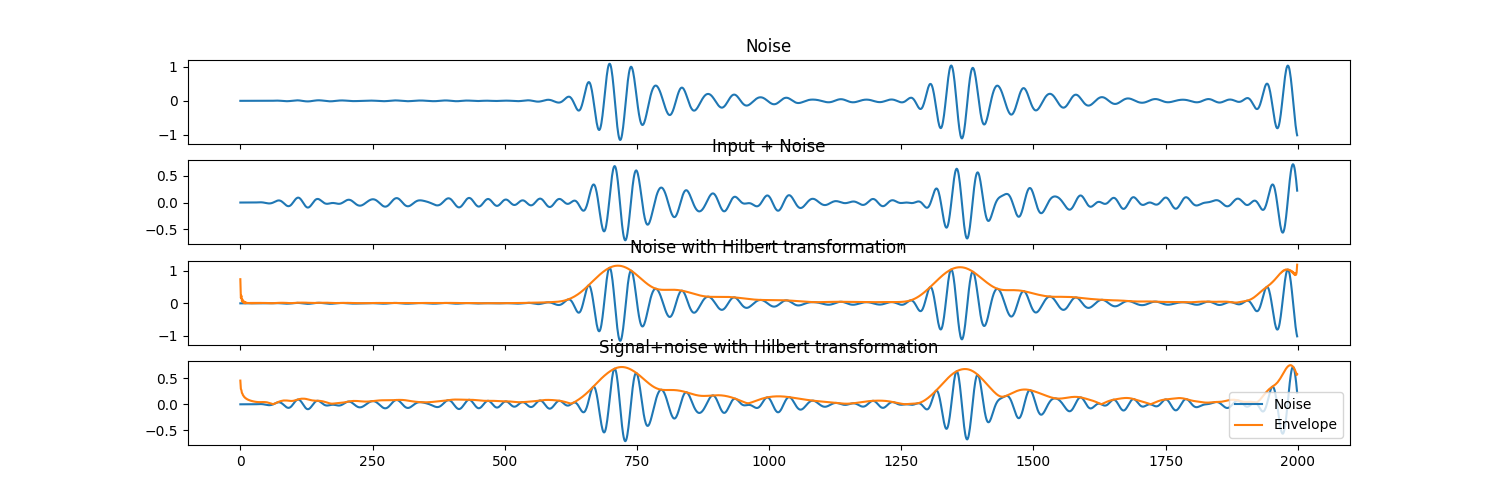 Noise
1
0
−1
Input + Noise
0.5
0.0
−0.5
Noise with Hilbert transformation
1
0
−1
Signal+noise with Hilbert transformation
0.5
0.0
−0.5
Noise
Envelope
0 250 500 750 1000 1250 1500 1750 2000